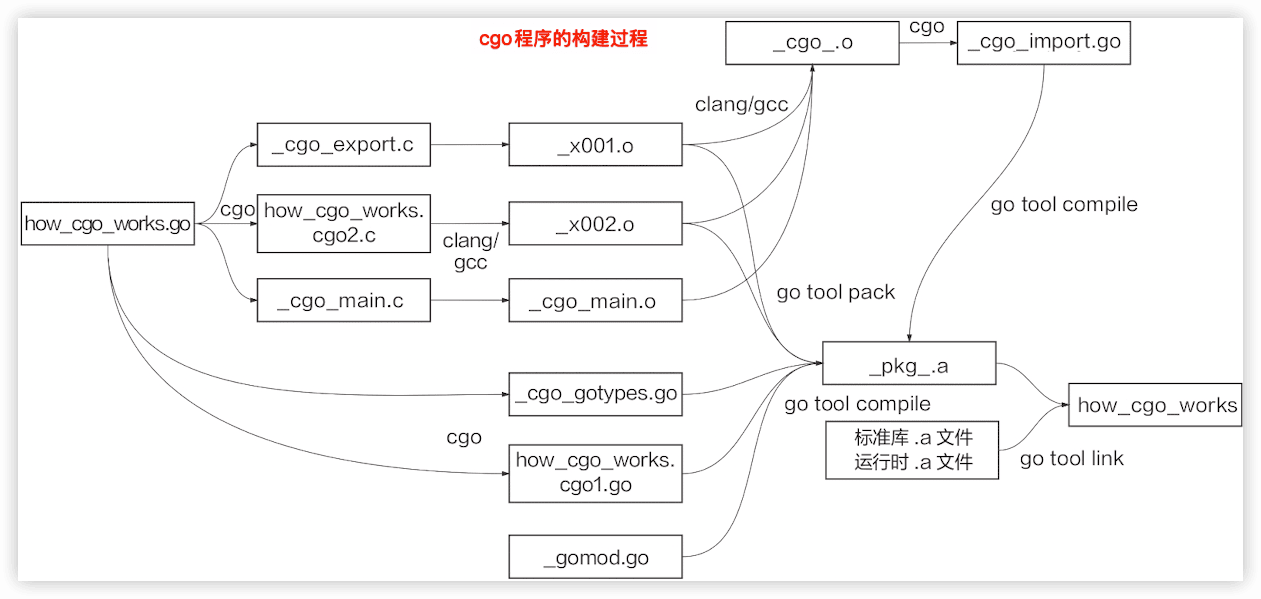 cgo程序的构建过程
_cgo_.o
cgo
_cgo_import.go
clang/gcc
_cgo_export.c
_x001.o
how_cgo_works.go
cgo
how_cgo_works.
cgo2.c
clang/
gcc
_x002.o
go tool compile
_cgo_main.c
_cgo_main.o
go tool pack
_pkg_.a
_cgo_gotypes.go
go tool compile
how_cgo_works
cgo
标准库 .a 文件
运行时 .a 文件
go tool link
how_cgo_works.
cgo1.go
_gomod.go